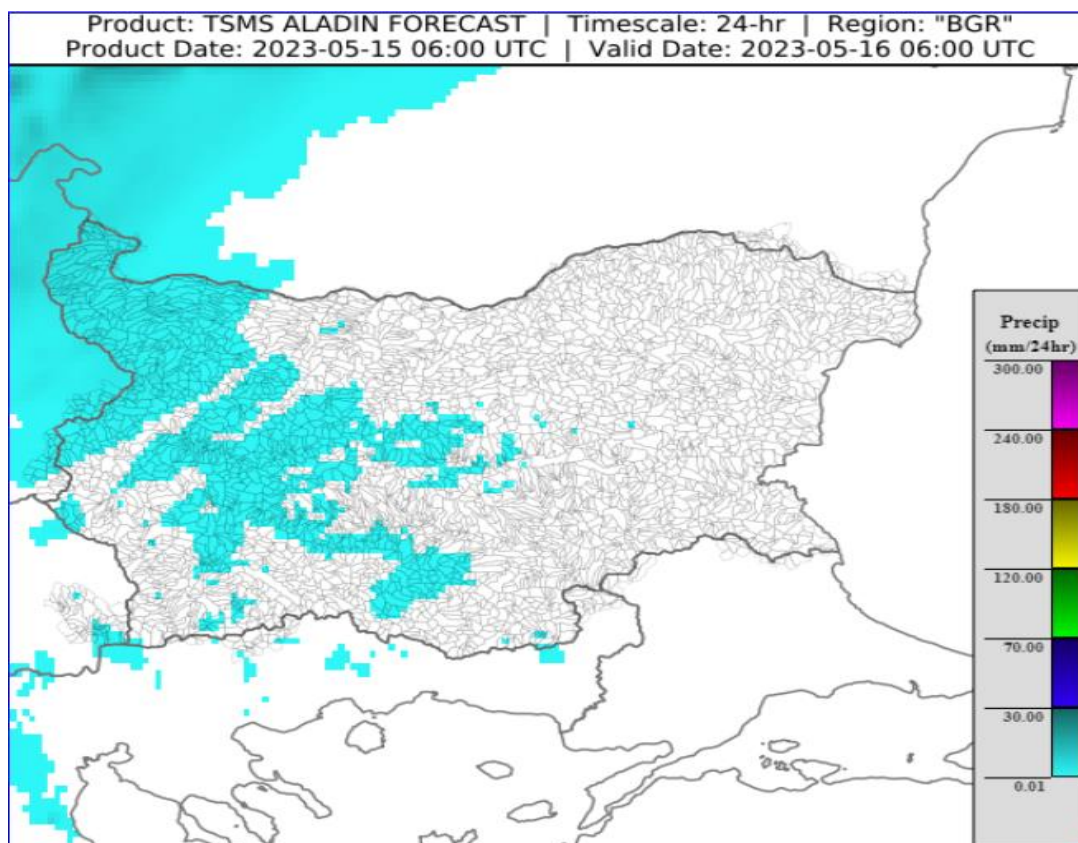 Product: TSMS ALADIN FORECAST | Timescale: 24-hr | Region: "BGR"
Product Date: 2023-05-15 06:00 UTC | Valid Date: 2023-05-16 06:00 UTC
Precip
(mm/24hr)
300.00
240.00
180.00
120.00
70.00
30.00
0.01